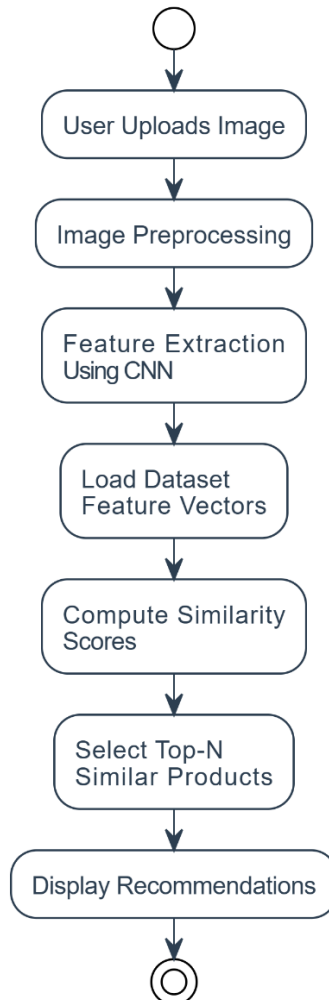 User Uploads Image
Image Preprocessing
Feature Extraction
Using CNN
Load Dataset
Feature Vectors
Compute Similarity
Scores
Select Top-N
Similar Products
Display Recommendations